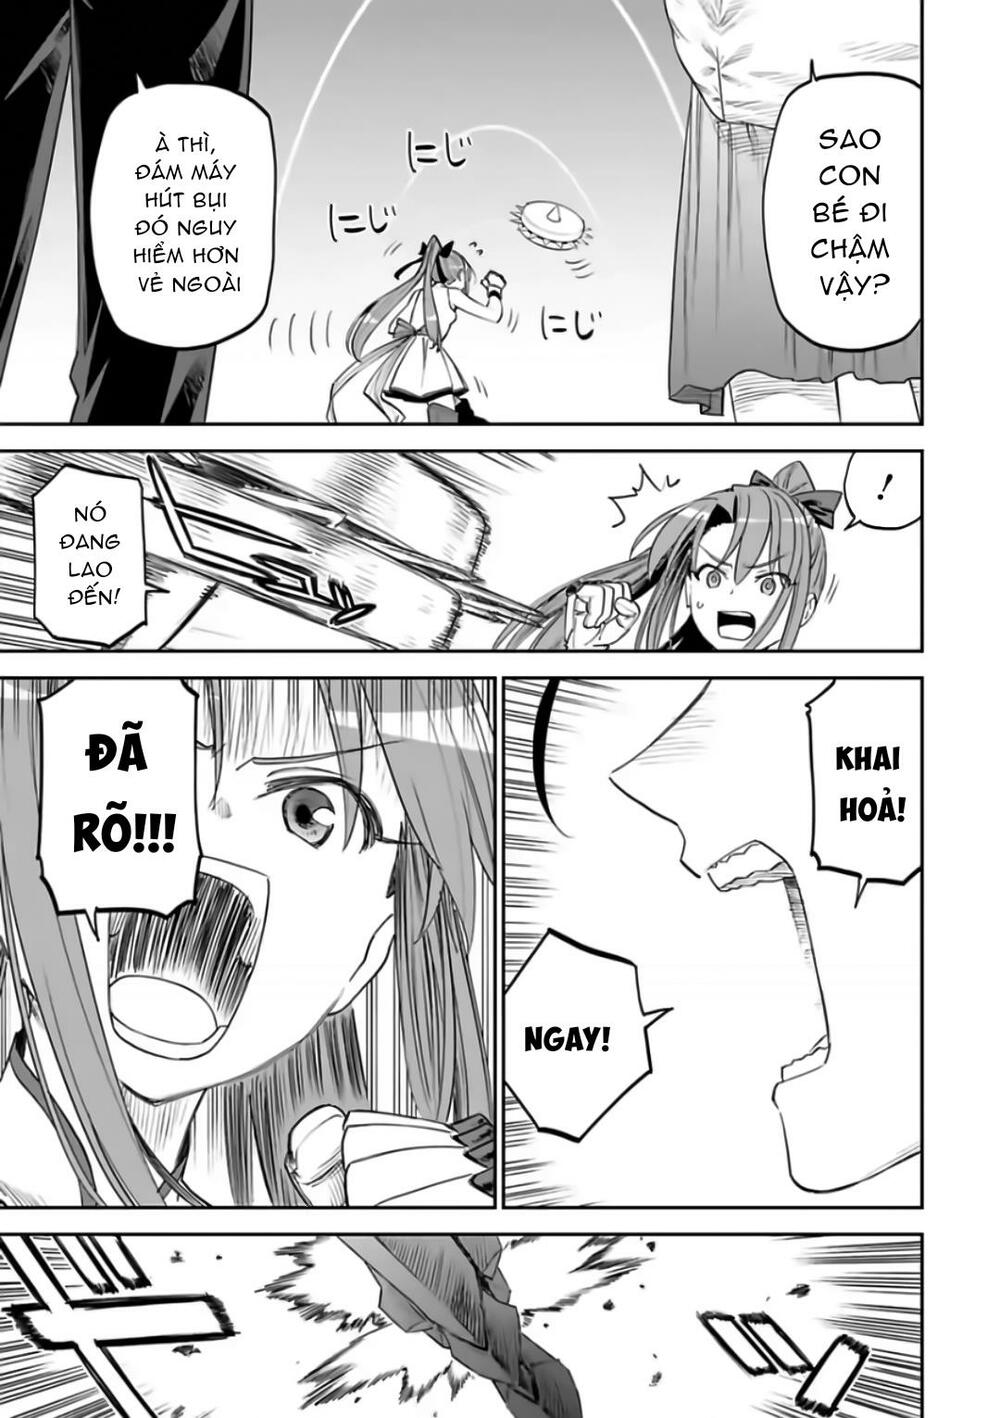 SAO
CON
BÉ ĐI
CHẬM
VẬY?
À THÌ,
ĐÁM MÁY
HÚT BỤI
ĐÓ NGUY
HIỂM HƠN
VẺ NGOÀI
にじ
にじ
にじ
!
NÓ
ĐANG
LAO
ĐẾN!
KHAI
HOẢ!
NGAY!
ĐÃ
RÕ!!!